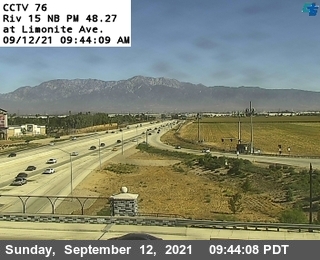 CCTV 76
Riv 15 NB PM 48.27
at Limonite Ave.
09/12/21 09:44:09 AM
Sunday, September 12, 2021 09:44:08 PDT